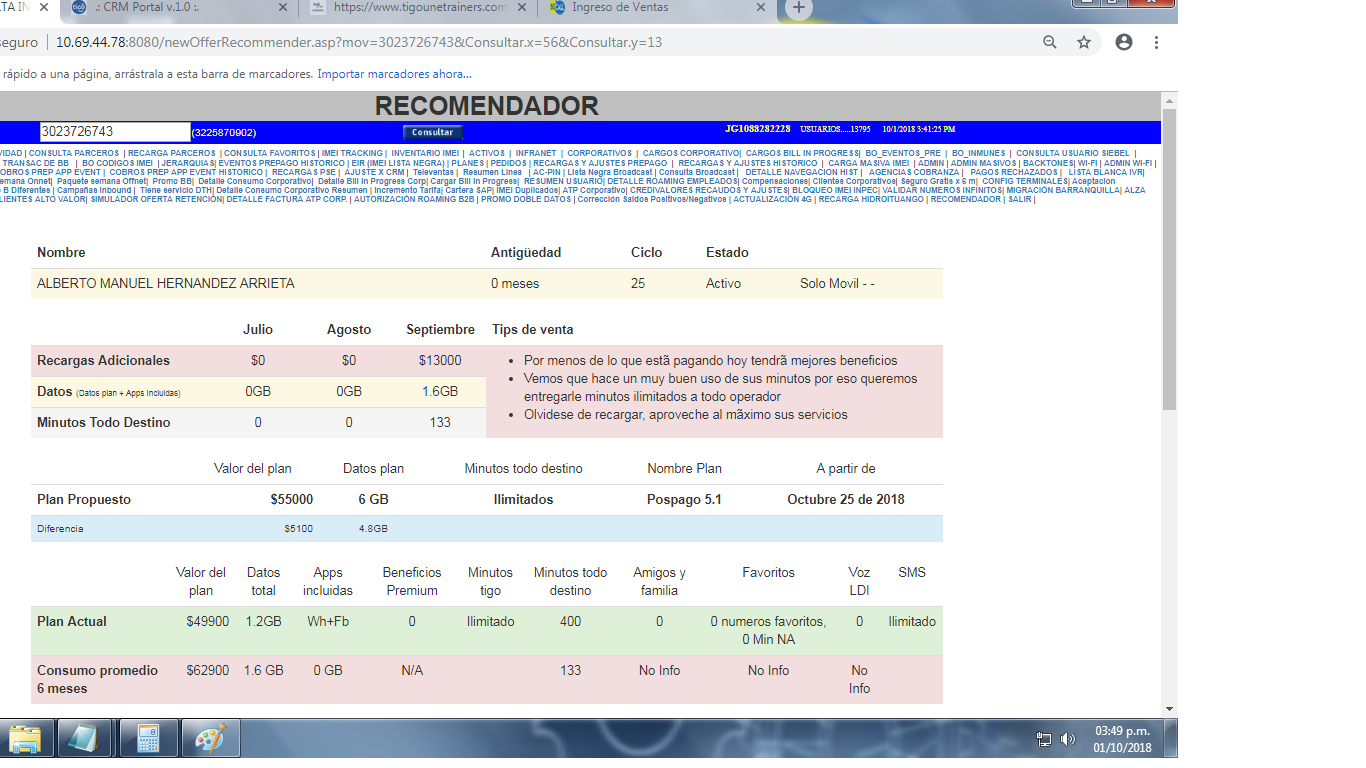 LTA IN
.: CRM Portal v.1.0 :.
https://www.tigounetrainers.com
Ingreso de Ventas
seguro | 10.69.44.78:8080/newOfferRecommender.asp?mov=3023726743&Consultar.x=56&Consultar.y=13
rápido a una página, arrástrala a esta barra de marcadores. Importar marcadores ahora...
RECOMENDADOR
3023726743 (3225870902) Consultar JG1088282228 USUARIOS.....13795 10/1/2018 3:41:25 PM
VIDAD | CONSULTA PARCEROS | RECARGA PARCEROS | CONSULTA FAVORITOS | IMEI TRACKING | INVENTARIO IMEI | ACTIVOS | INFRANET | CORPORATIVOS | CARGOS CORPORATIVO| CARGOS BILL IN PROGRESS| BO_EVENTOS_PRE | BO_INMUNES | CONSULTA USUARIO SIEBEL |
TRANSAC DE BB | BO CODIGOS IMEI | JERARQUIAS| EVENTOS PREPAGO HISTORICO | EIR (IMEI LISTA NEGRA) | PLANES | PEDIDOS | RECARGAS Y AJUSTES PREPAGO | RECARGAS Y AJUSTES HISTORICO | CARGA MASIVA IMEI | ADMIN | ADMIN MASIVOS | BACKTONES| WI-FI | ADMIN WI-FI |
COBROS PREP APP EVENT | COBROS PREP APP EVENT HISTORICO | RECARGAS PSE | AJUSTE X CRM | Televentas | Resumen Linea | AC-PIN | Lista Negra Broadcast | Consulta Broadcast | DETALLE NAVEGACION HIST | AGENCIAS COBRANZA | PAGOS RECHAZADOS | LISTA BLANCA IVR|
emana Onnet| Paquete semana Offnet| Promo BB| Detalle Consumo Corporativo| Detalle Bill In Progress Corp| Cargar Bill In Progress| RESUMEN USUARIO| DETALLE ROAMING EMPLEADOS| Compensaciones| Clientes Corporativos| Seguro Gratis x 6 m| CONFIG TERMINALES| Aceptacion
B Diferentes | Campañas Inbound | Tiene servicio DTH| Detalle Consumo Corporativo Resumen | Incremento Tarifa| Cartera SAP| IMEI Duplicados| ATP Corporativo| CREDIVALORES RECAUDOS Y AJUSTES| BLOQUEO IMEI INPEC| VALIDAR NUMEROS INFINITOS| MIGRACIÓN BARRANQUILLA| ALZA
LIENTES ALTO VALOR| SIMULADOR OFERTA RETENCIÓN| DETALLE FACTURA ATP CORP. | AUTORIZACIÓN ROAMING B2B | PROMO DOBLE DATOS | Corrección Saldos Positivos/Negativos | ACTUALIZACIÓN 4G | RECARGA HIDROITUANGO | RECOMENDADOR | SALIR |
Nombre Antigüedad Ciclo Estado
ALBERTO MANUEL HERNANDEZ ARRIETA 0 meses 25 Activo Solo Movil - -
Julio Agosto Septiembre Tips de venta
Recargas Adicionales $0 $0 $13000
Datos (Datos plan + Apps incluidas) 0GB 0GB 1.6GB
Minutos Todo Destino 0 0 133
• Por menos de lo que estã pagando hoy tendrã mejores beneficios
• Vemos que hace un muy buen uso de sus minutos por eso queremos
entregarle minutos ilimitados a todo operador
• Olvidese de recargar, aproveche al mãximo sus servicios
Valor del plan Datos plan Minutos todo destino Nombre Plan A partir de
Plan Propuesto $55000 6 GB Ilimitados Pospago 5.1 Octubre 25 de 2018
Diferencia $5100 4.8GB
Valor del plan Datos total Apps incluidas Beneficios Premium Minutos tigo Minutos todo destino Amigos y familia Favoritos Voz LDI SMS
Plan Actual $49900 1.2GB Wh+Fb 0 Ilimitado 400 0 0 numeros favoritos, 0 Min NA 0 Ilimitado
Consumo promedio 6 meses $62900 1.6 GB 0 GB N/A 133 No Info No Info No Info
03:49 p.m.
01/10/2018